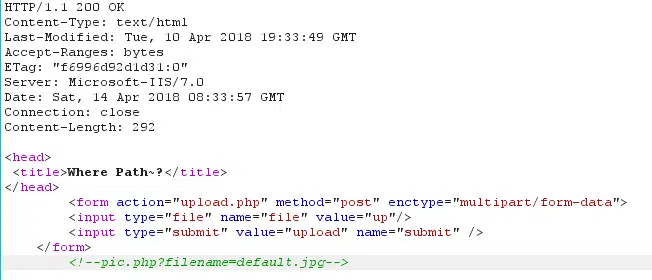 HTTP/1.1 200 OK
Content-Type: text/html
Last-Modified: Tue, 10 Apr 2018 19:33:49 GMT
Accept-Ranges: bytes
ETag: "f6996d92d1d31:0"
Server: Microsoft-IIS/7.0
Date: Sat, 14 Apr 2018 08:33:57 GMT
Connection: close
Content-Length: 292
<head>
<title>Where Path~?</title>
</head>
<form action="upload.php" method="post" enctype="multipart/form-data">
<input type="file" name="file" value="up"/>
<input type="submit" value="upload" name="submit" />
</form>
<!--pic.php?filename=default.jpg-->